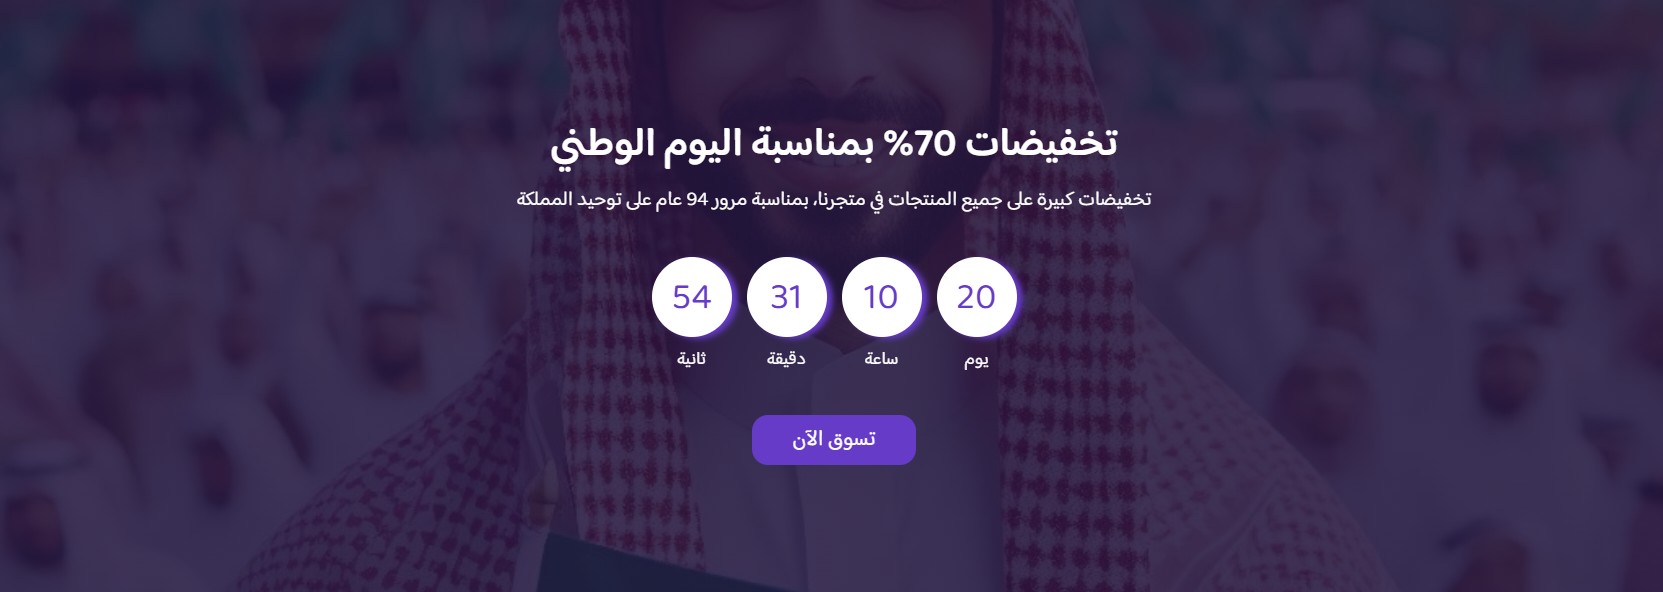 تخفيضات 70% بمناسبة اليوم الوطني
تخفيضات كبيرة على جميع المنتجات في متجرنا، بمناسبة مرور 94 عام على توحيد المملكة
20 10 31 54
يوم ساعة دقيقة ثانية
تسوق الآن